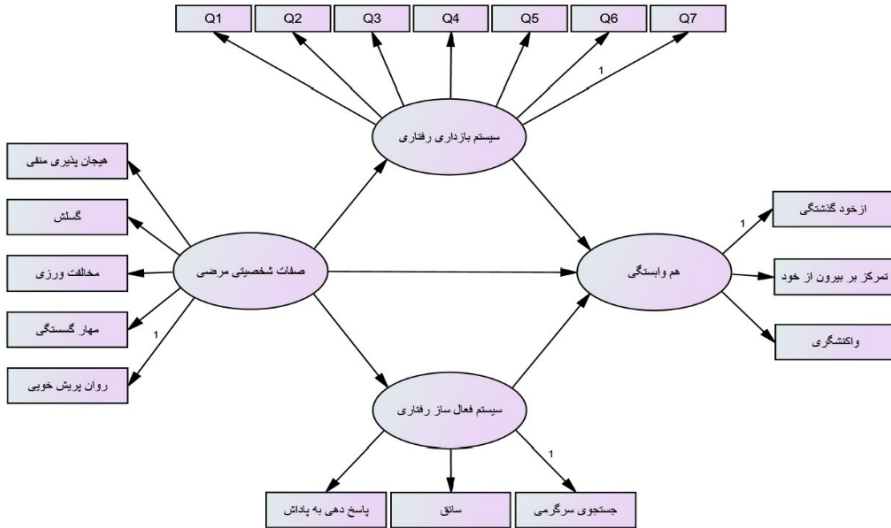 Q1
Q2
Q3
Q4
Q5
Q6
Q7
1
سیستم بازداری رفتاری
هیجان پذیری منفی
گسلش
مخالفت ورزی
مهار گسستگی
روان پریش خویی
1
صفات شخصیتی مرضی
هم وابستگی
1
ازخود گذشتگی
تمرکز بر بیرون از خود
واکنشگری
سیستم فعال ساز رفتاری
1
پاسخ دهی به پاداش
سائق
جستجوی سرگرمی